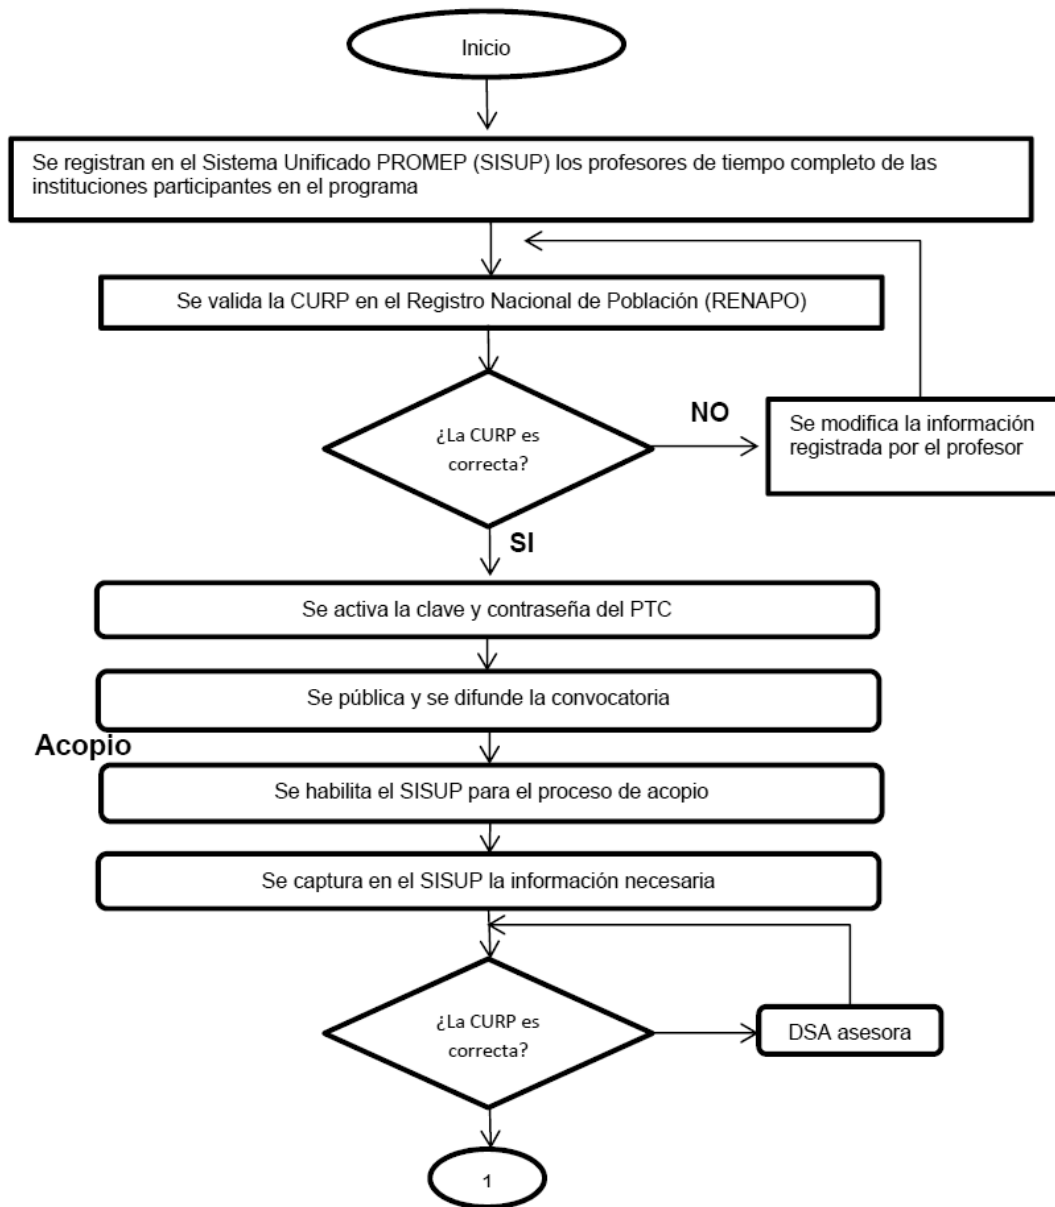 Inicio
Se registran en el Sistema Unificado PROMEP (SISUP) los profesores de tiempo completo de las
instituciones participantes en el programa
Se valida la CURP en el Registro Nacional de Población (RENAPO)
¿La CURP es
correcta?
NO
Se modifica la información
registrada por el profesor
SI
Se activa la clave y contraseña del PTC
Se pública y se difunde la convocatoria
Acopio
Se habilita el SISUP para el proceso de acopio
Se captura en el SISUP la información necesaria
¿La CURP es
correcta?
DSA asesora
1